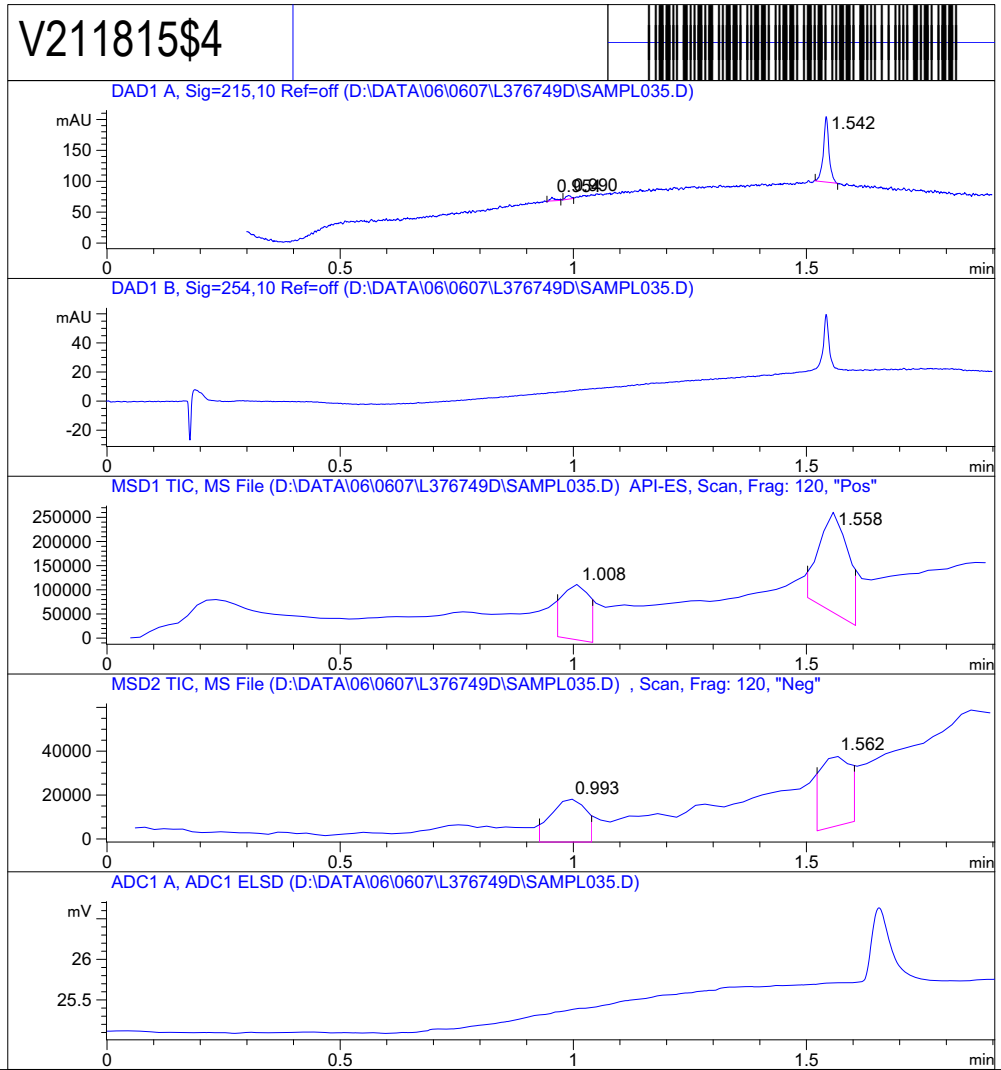 V211815$4
DAD1 A, Sig=215,10 Ref=off (D:\DATA\06\0607\L376749D\SAMPL035.D)
mAU
150
100
50
0
0.954
0.990
1.542
0 0.5 1 1.5 min
DAD1 B, Sig=254,10 Ref=off (D:\DATA\06\0607\L376749D\SAMPL035.D)
mAU
40
20
0
-20
0 0.5 1 1.5 min
MSD1 TIC, MS File (D:\DATA\06\0607\L376749D\SAMPL035.D) API-ES, Scan, Frag: 120, "Pos"
250000
200000
150000
100000
50000
0
1.008
1.558
0 0.5 1 1.5 min
MSD2 TIC, MS File (D:\DATA\06\0607\L376749D\SAMPL035.D) , Scan, Frag: 120, "Neg"
40000
20000
0
0.993
1.562
0 0.5 1 1.5 min
ADC1 A, ADC1 ELSD (D:\DATA\06\0607\L376749D\SAMPL035.D)
mV
26
25.5
0 0.5 1 1.5 min